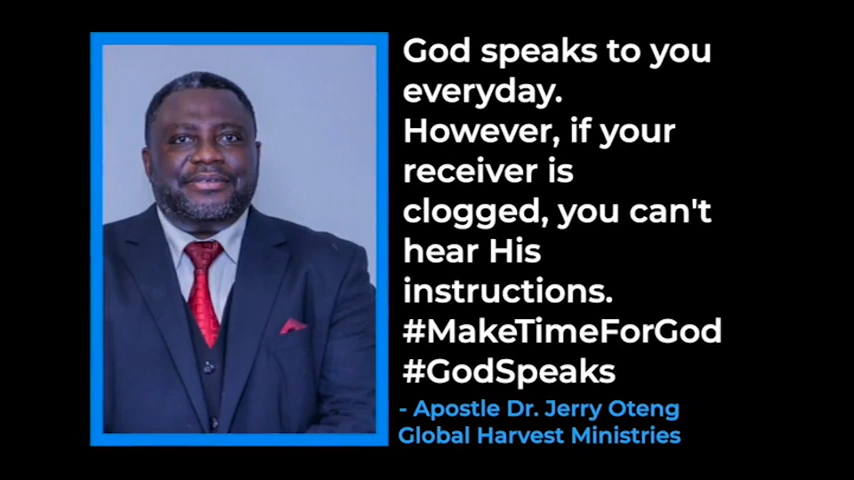 God speaks to you
everyday.
However, if your
receiver is
clogged, you can't
hear His
instructions.
#MakeTimeForGod
#GodSpeaks
- Apostle Dr. Jerry Oteng
Global Harvest Ministries